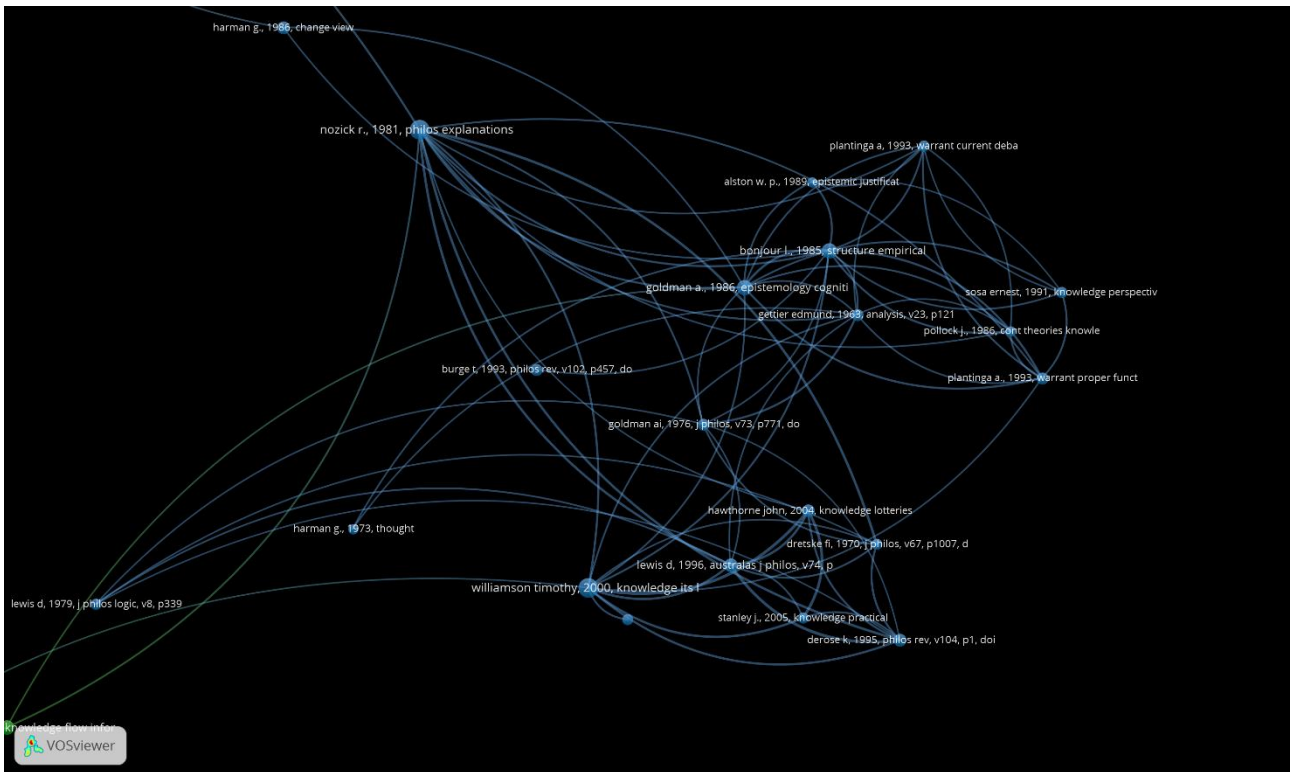 harman g., 1986, change view
nozick r., 1981, philos explanations
plantinga a, 1993, warrant current deba
alston w. p., 1989, epistemic justificat
bonjour l., 1985, structure empirical
goldman a., 1986, epistemology cogniti
sosa ernest, 1991, knowledge perspectiv
gettier edmund, 1963, analysis, v23, p121
pollock j., 1986, cont theories knowle
burge t, 1993, philos rev, v102, p457, do
plantinga a., 1993, warrant proper funct
goldman ai, 1976, j philos, v73, p771, do
hawthorne john, 2004, knowledge lotteries
harman g., 1973, thought
dretske fi, 1970, j philos, v67, p1007, d
lewis d, 1996, australas j philos, v74, p
williamson timothy, 2000, knowledge its l
lewis d, 1979, j philos logic, v8, p339
stanley j., 2005, knowledge practical
derose k, 1995, philos rev, v104, p1, doi
knowledge flow infor
VOSviewer